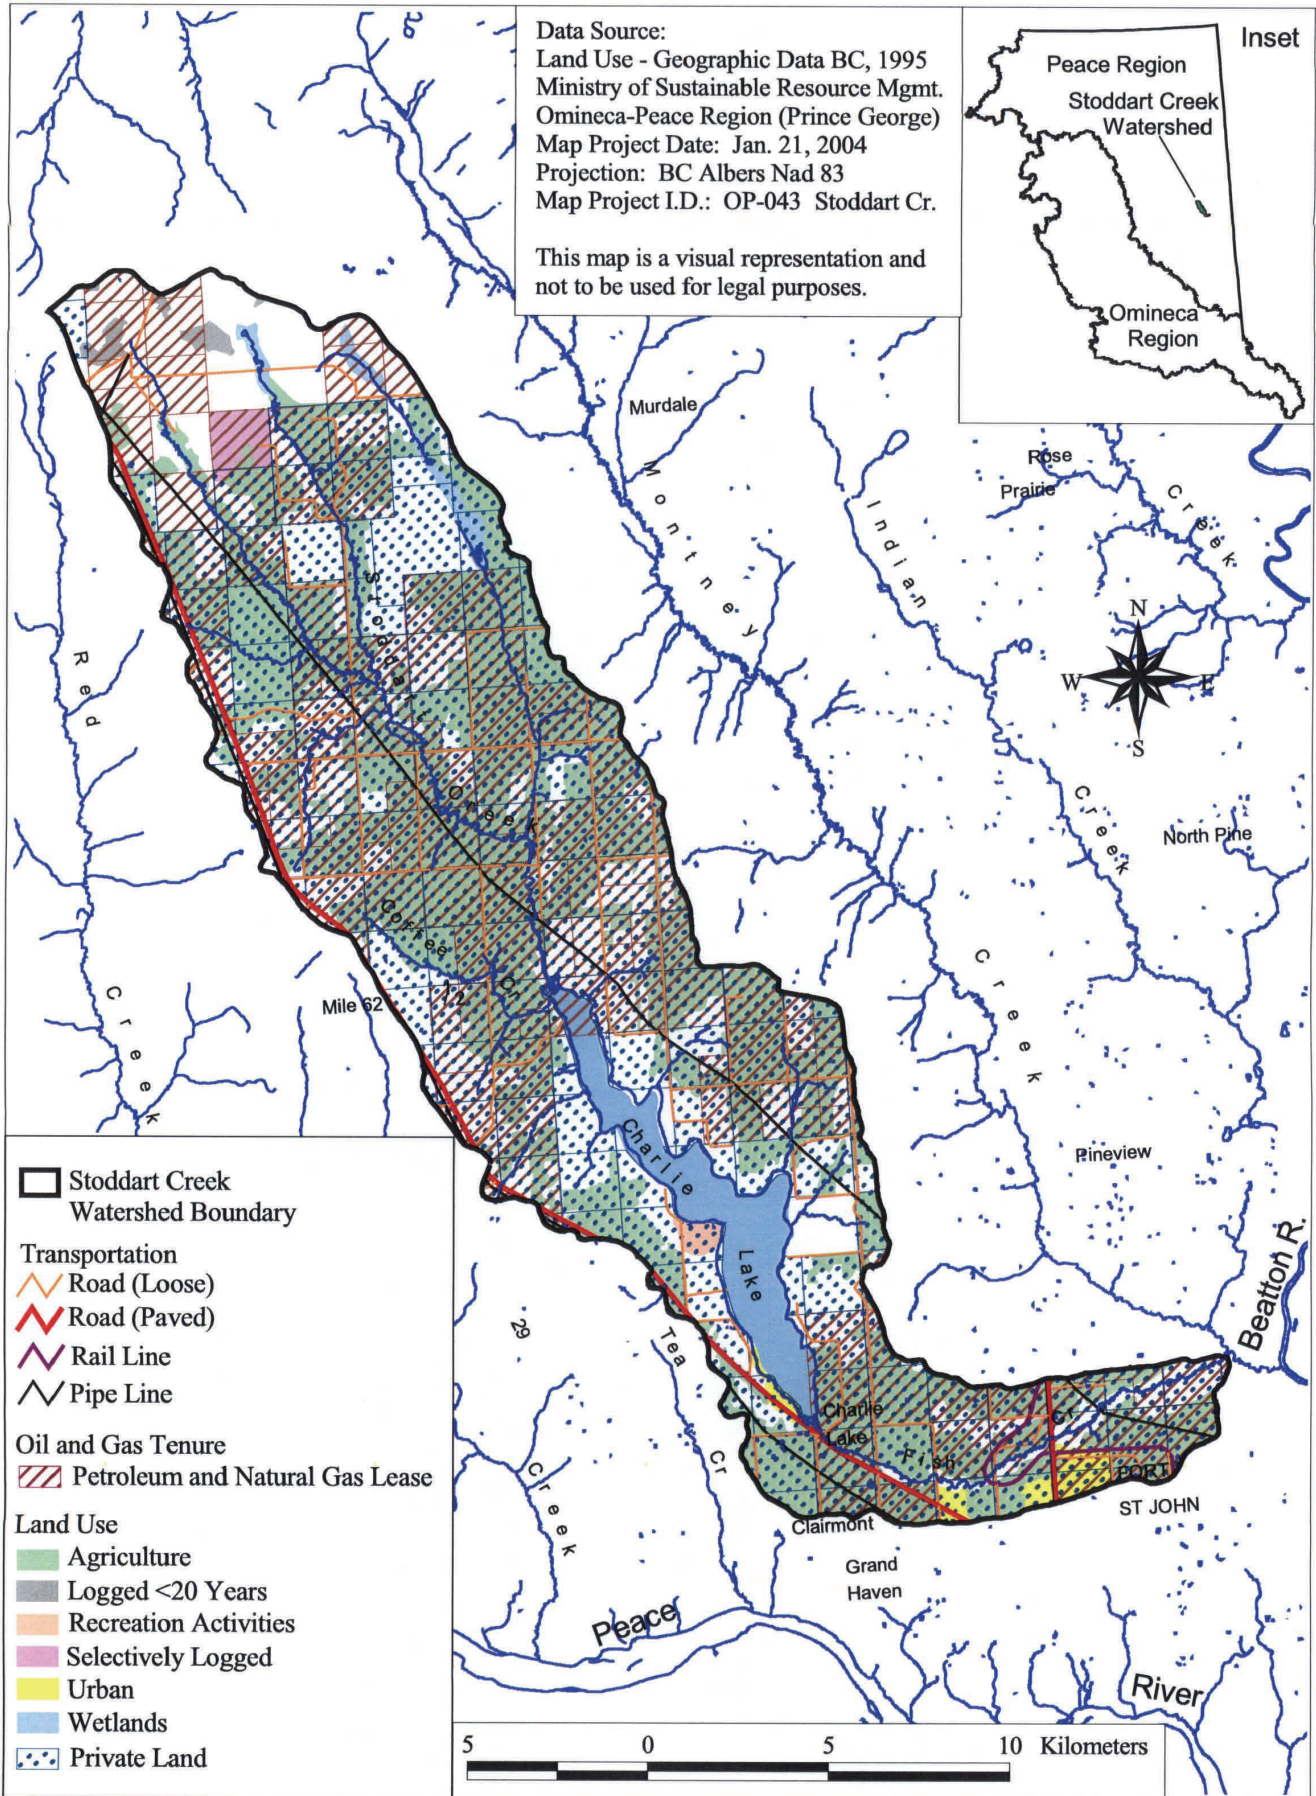 Data Source:
Land Use - Geographic Data BC, 1995
Ministry of Sustainable Resource Mgmt.
Omineca-Peace Region (Prince George)
Map Project Date: Jan. 21, 2004
Projection: BC Albers Nad 83
Map Project I.D.: OP-043 Stoddart Cr.
This map is a visual representation and
not to be used for legal purposes.
Inset
Peace Region
Stoddart Creek
Watershed
Omineca
Region
Murdale
Montney
Creek
Indian
Creek
Rose
Prairie
Creek
N
W
E
S
North Pine
Pineview
Beatton R.
Red
Creek
Stoddart
Creek
Coffee
Cr
Mile 62
Charlie
Lake
Charlie
Lake
Fish
Cr
FORT
ST JOHN
Clairmont
Grand
Haven
Tea
Cr
29
Creek
Peace
River
Stoddart Creek
Watershed Boundary
Transportation
Road (Loose)
Road (Paved)
Rail Line
Pipe Line
Oil and Gas Tenure
Petroleum and Natural Gas Lease
Land Use
Agriculture
Logged <20 Years
Recreation Activities
Selectively Logged
Urban
Wetlands
Private Land
5 0 5 10 Kilometers